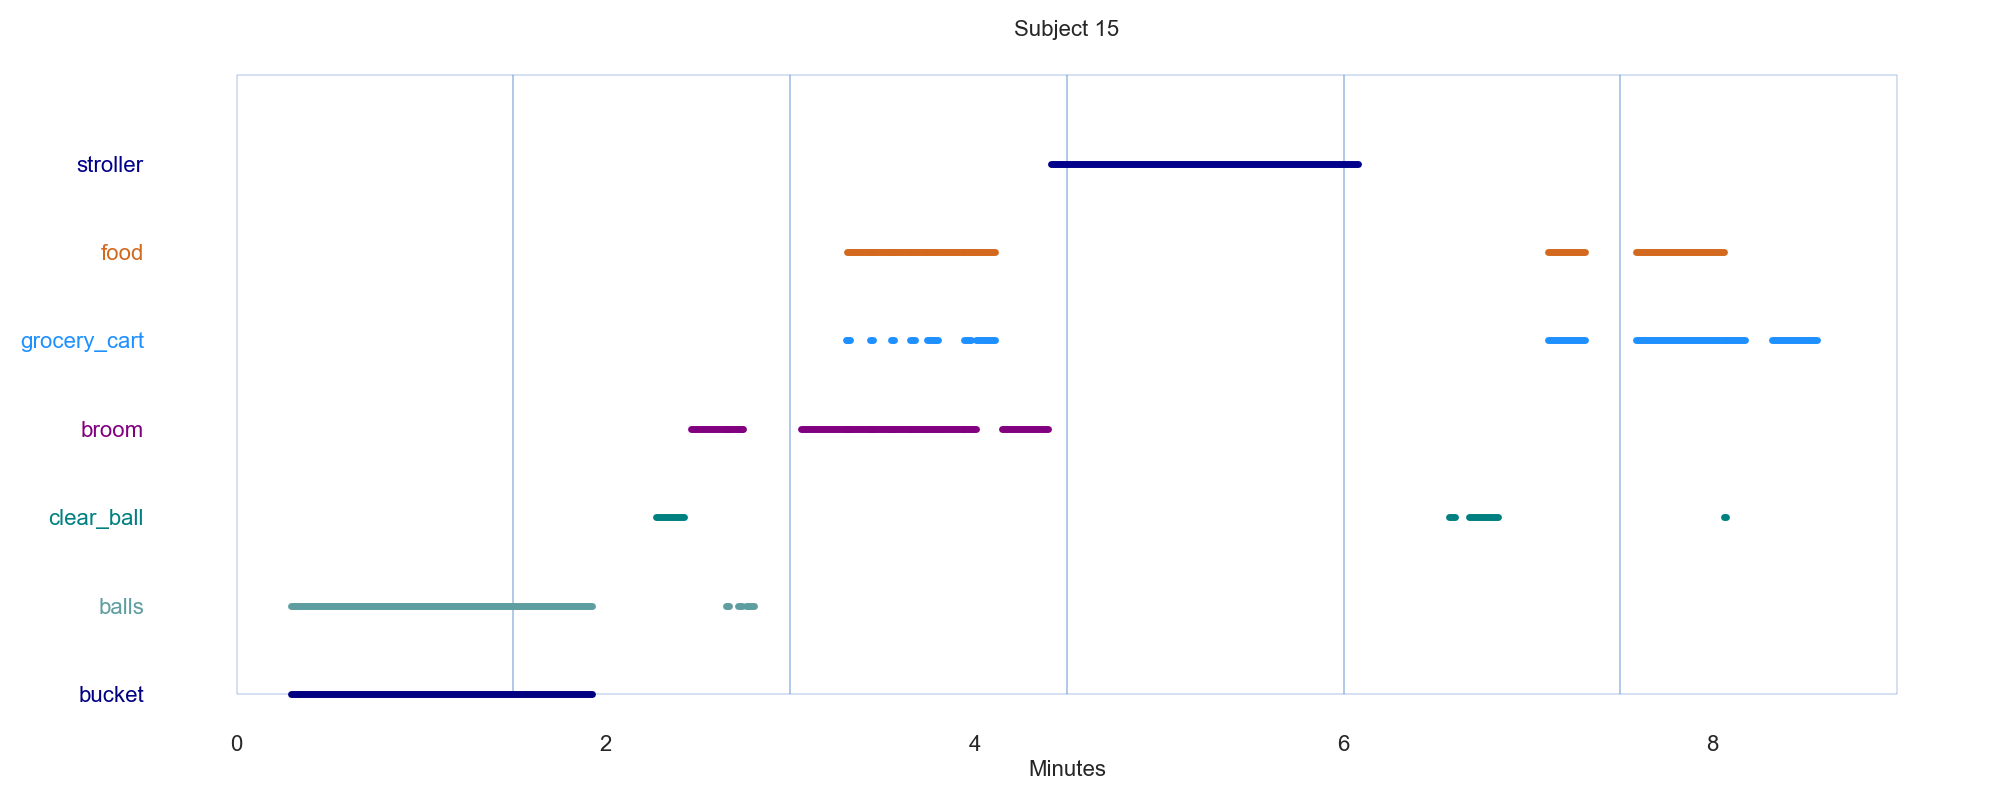 Subject 15
stroller
food
grocery_cart
broom
clear_ball
balls
bucket
0 2 4 6 8
Minutes